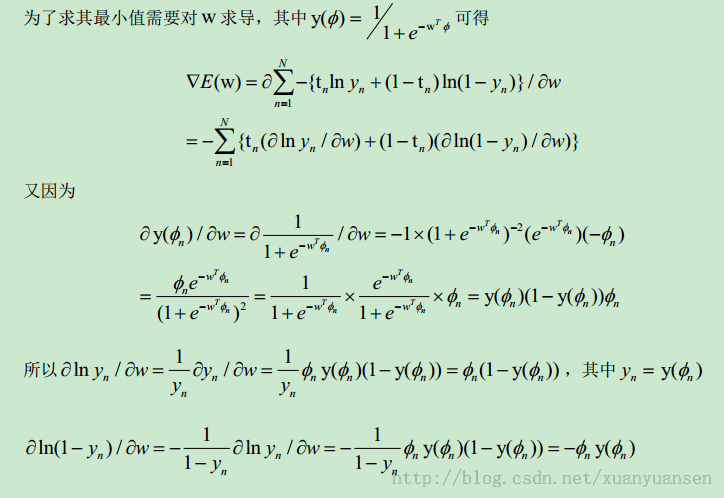 为了求其最小值需要对 w 求导，其中 y(ϕ) = 1/(1+e^{-w^T ϕ}) 可得
∇E(w) = ∂∑_{n=1}^{N} -{t_n ln y_n + (1-t_n) ln(1-y_n)} / ∂w
= -∑_{n=1}^{N} {t_n (∂ ln y_n / ∂w) + (1-t_n)(∂ ln(1-y_n) / ∂w)}
又因为
∂ y(ϕ_n) / ∂w = ∂ 1/(1+e^{-w^T ϕ_n}) / ∂w = -1×(1+e^{-w^T ϕ_n})^{-2} (e^{-w^T ϕ_n})(-ϕ_n)
= ϕ_n e^{-w^T ϕ_n}/(1+e^{-w^T ϕ_n})^2 = 1/(1+e^{-w^T ϕ_n}) × e^{-w^T ϕ_n}/(1+e^{-w^T ϕ_n}) × ϕ_n = y(ϕ_n)(1-y(ϕ_n))ϕ_n
所以 ∂ ln y_n / ∂w = 1/y_n ∂y_n / ∂w = 1/y_n ϕ_n y(ϕ_n)(1-y(ϕ_n)) = ϕ_n (1-y(ϕ_n))，其中 y_n = y(ϕ_n)
∂ ln(1-y_n) / ∂w = -1/(1-y_n) ∂ ln y_n / ∂w = -1/(1-y_n) ϕ_n y(ϕ_n)(1-y(ϕ_n)) = -ϕ_n y(ϕ_n)
http://blog.csdn.net/xuanyuansen